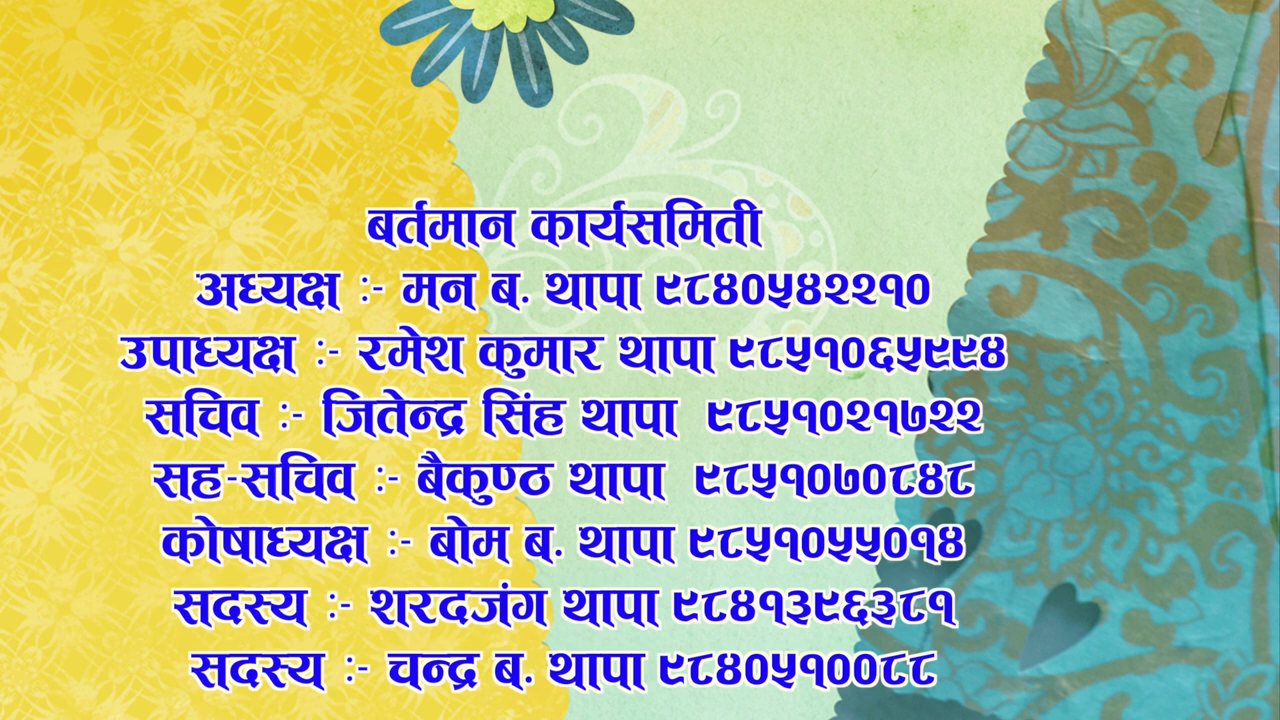 बर्तमान कार्यसमिती
अध्यक्ष :- मन ब. थापा ९८४०५४२२१०
उपाध्यक्ष :- रमेश कुमार थापा ९८५१०६५९९४
सचिव :- जितेन्द्र सिंह थापा ९८५१०२१७२२
सह-सचिव :- बैकुण्ठ थापा ९८५१०७०८४८
कोषाध्यक्ष :- बोम ब. थापा ९८५१०५५०१४
सदस्य :- शरदजंग थापा ९८४१३९६३८१
सदस्य :- चन्द्र ब. थापा ९८४०५१००८८